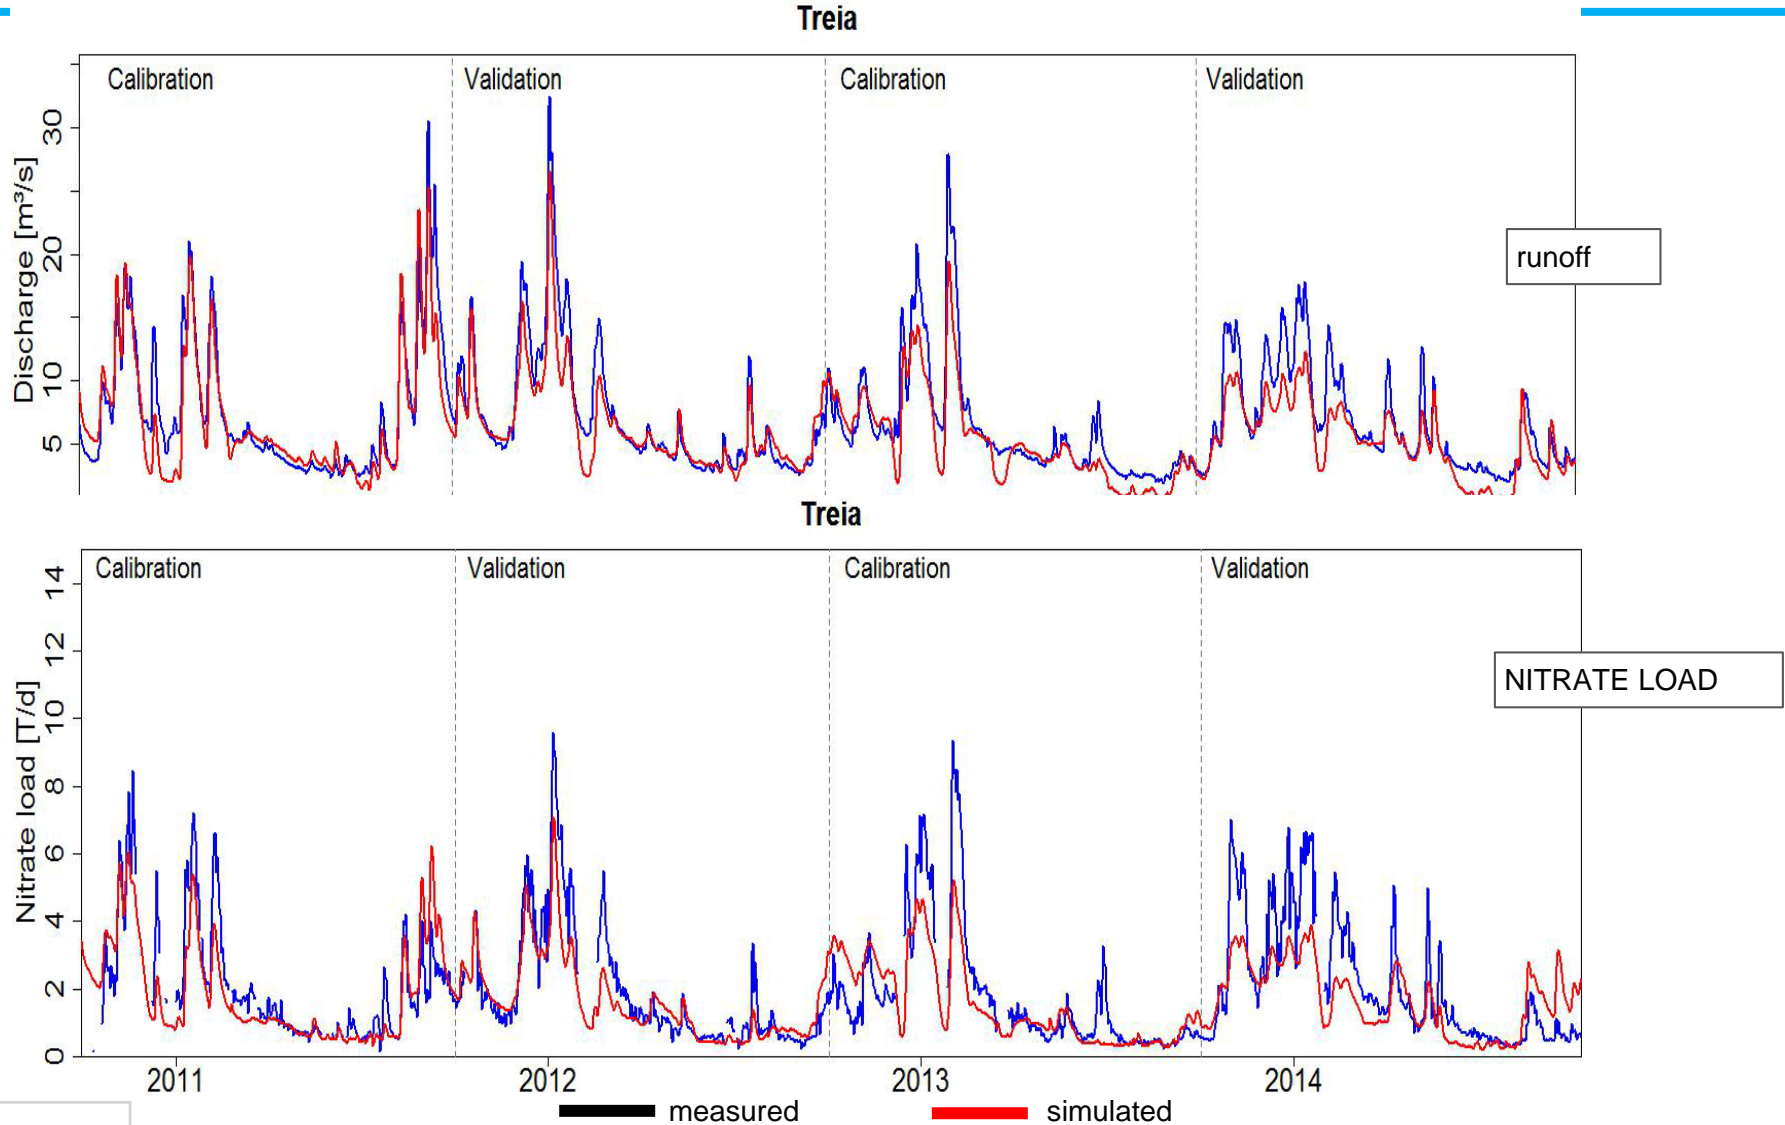 Treia
Calibration Validation Calibration Validation
Discharge [m³/s]
30
20
10
5
runoff
Treia
Calibration Validation Calibration Validation
Nitrate load [T/d]
14
12
10
8
6
4
2
0
NITRATE LOAD
2011 2012 2013 2014
measured simulated